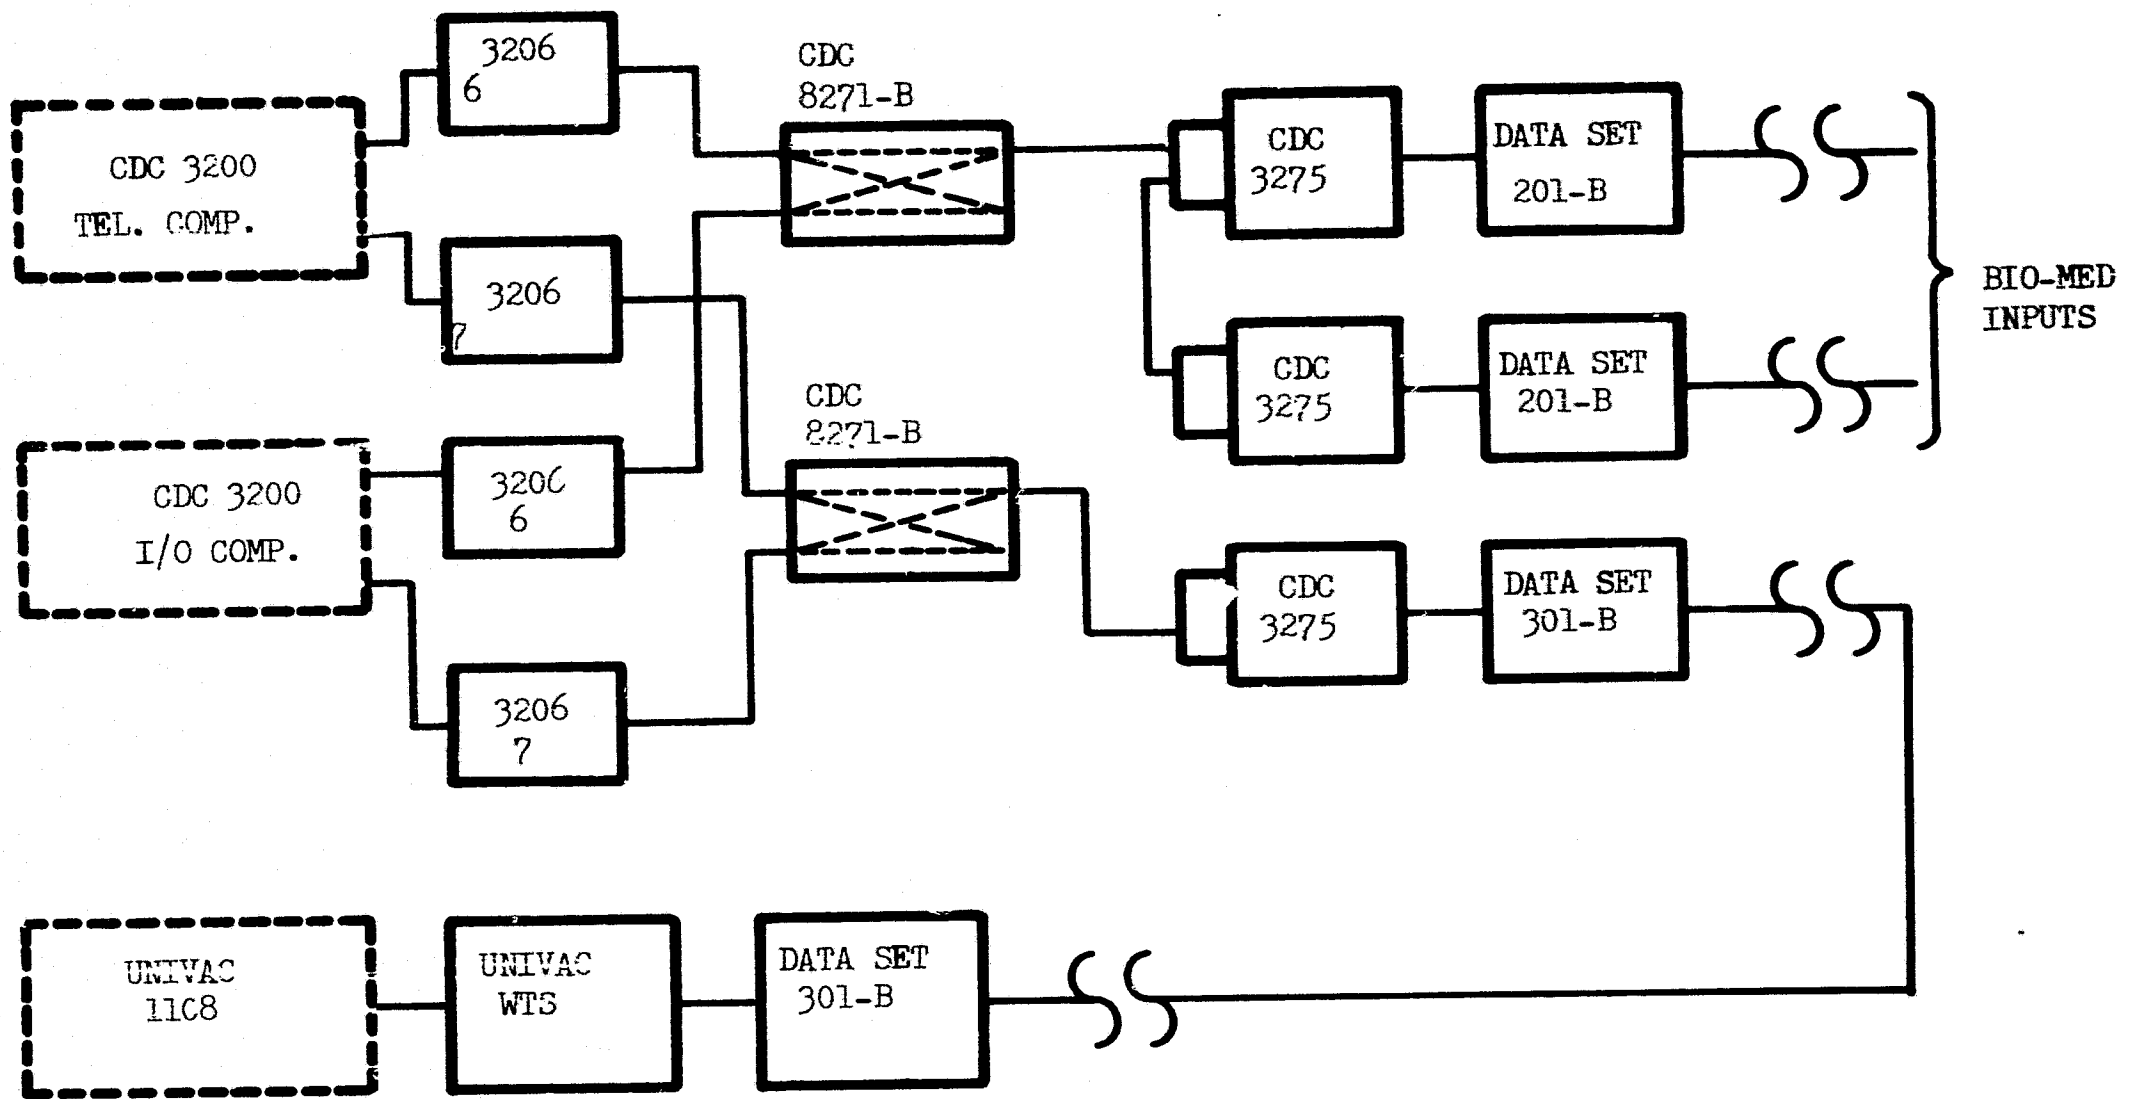 3206
6
CDC
8271-B
CDC
3275
DATA SET
201-B
CDC 3200
TEL. COMP.
3206
7
BIO-MED
INPUTS
CDC
3275
DATA SET
201-B
CDC
8271-B
CDC 3200
I/O COMP.
3206
6
CDC
3275
DATA SET
301-B
3206
7
UNIVAC
1108
UNIVAC
WTS
DATA SET
301-B